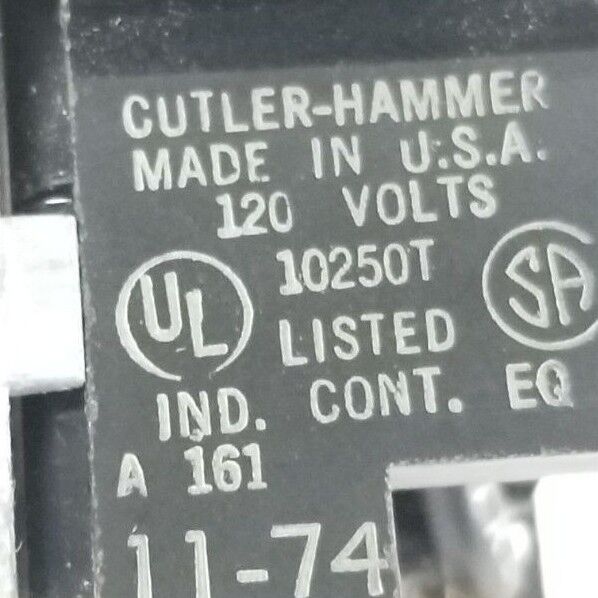 CUTLER-HAMMER
MADE IN U.S.A.
120 VOLTS
UL 10250T SA
LISTED
IND. CONT. EQ
A 161
11-74